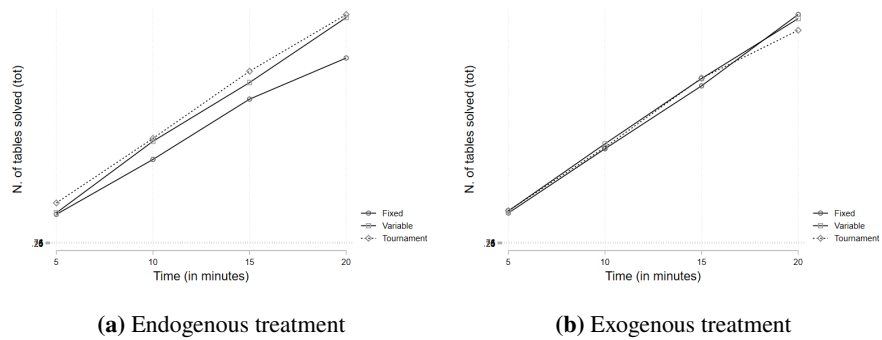 N. of tables solved (tot)
5 10 15 20
Time (in minutes)
Fixed
Variable
Tournament
(a) Endogenous treatment
N. of tables solved (tot)
5 10 15 20
Time (in minutes)
Fixed
Variable
Tournament
(b) Exogenous treatment